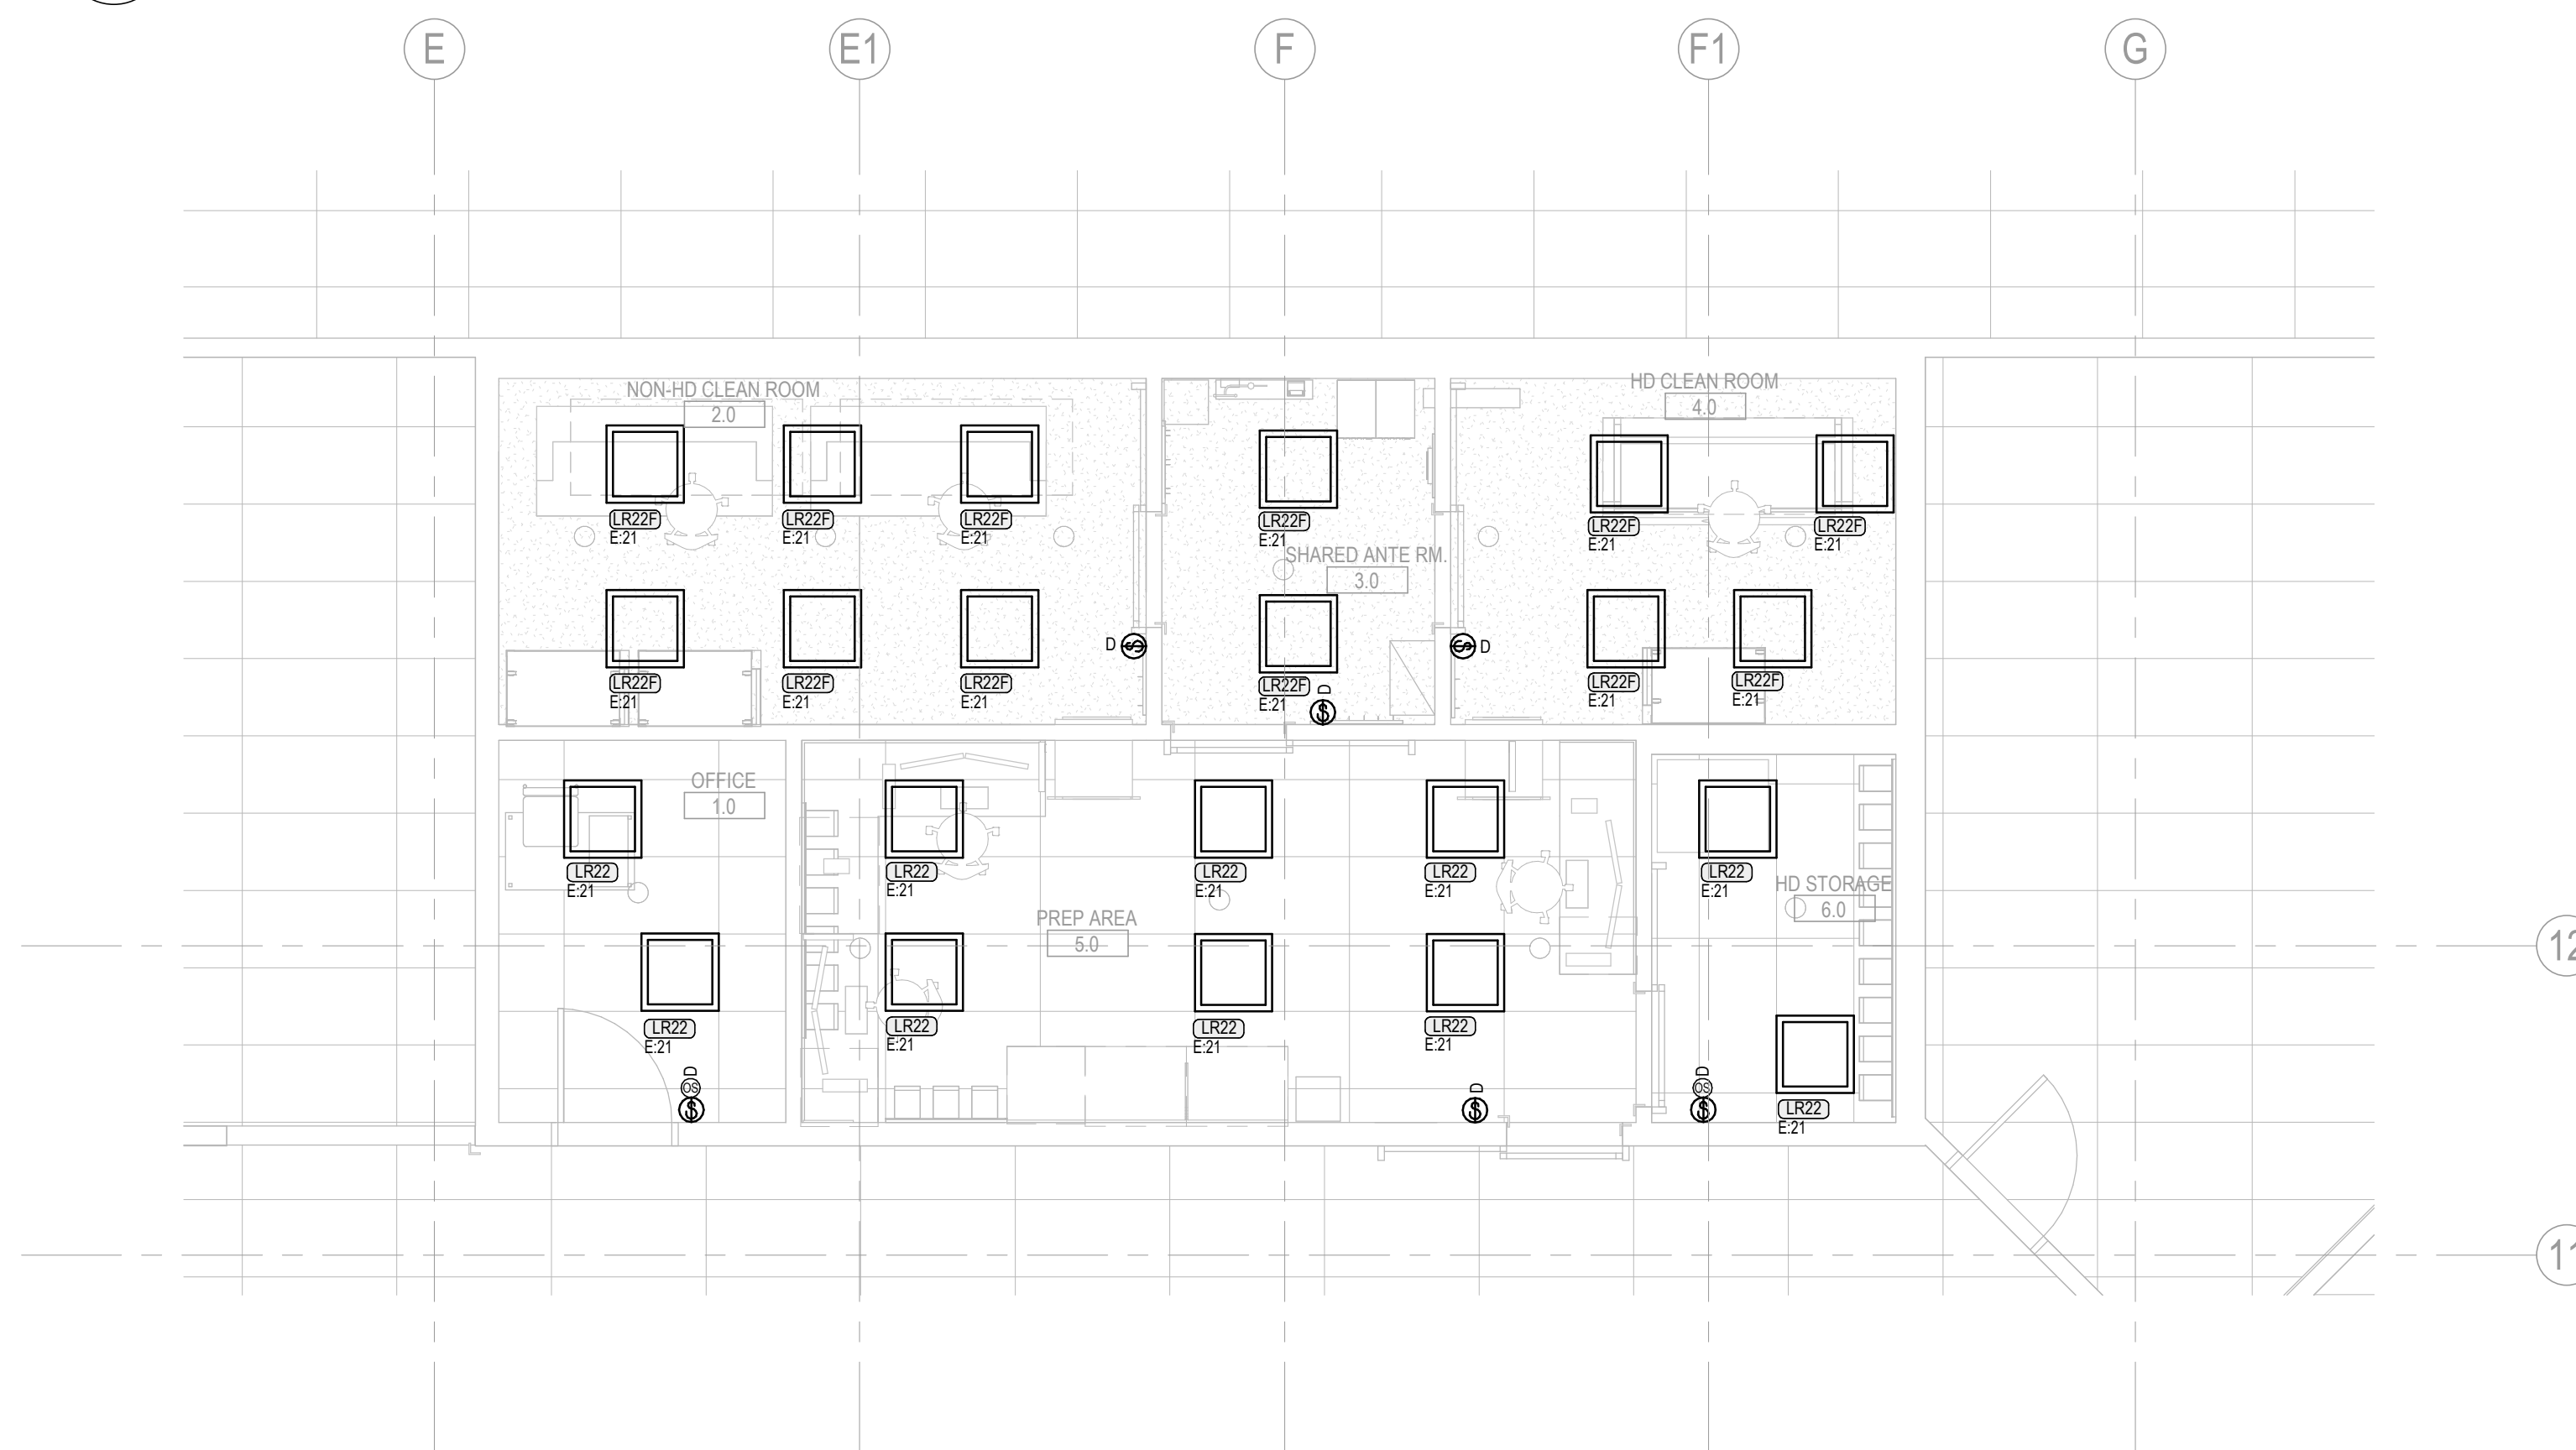 E E1 F F1 G
NON-HD CLEAN ROOM
2.0
HD CLEAN ROOM
4.0
LR22F LR22F LR22F LR22F LR22F LR22F
E:21 E:21 E:21 E:21 E:21 E:21
SHARED ANTE RM.
3.0
D $ $ D
LR22F LR22F LR22F LR22F LR22F LR22F
E:21 E:21 E:21 E:21 E:21 E:21
D
$
OFFICE
1.0
LR22 LR22 LR22 LR22 LR22
E:21 E:21 E:21 E:21 E:21
HD STORAGE
6.0
PREP AREA
5.0
12
LR22 LR22 LR22 LR22
E:21 E:21 E:21 E:21
D D D
OS OS
$ $ $
LR22
E:21
11